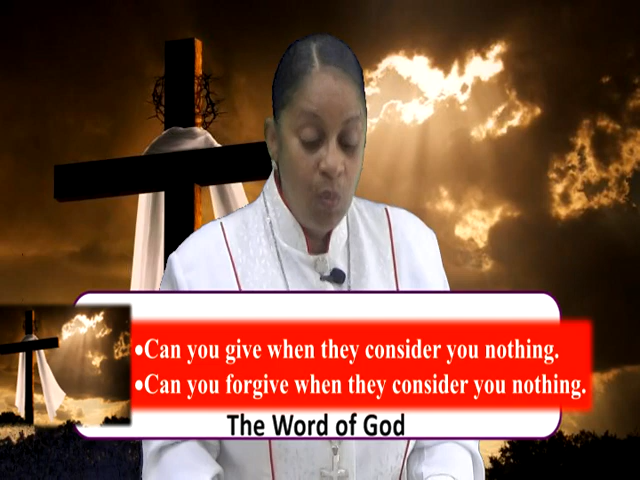 •Can you give when they consider you nothing.
•Can you forgive when they consider you nothing.
The Word of God